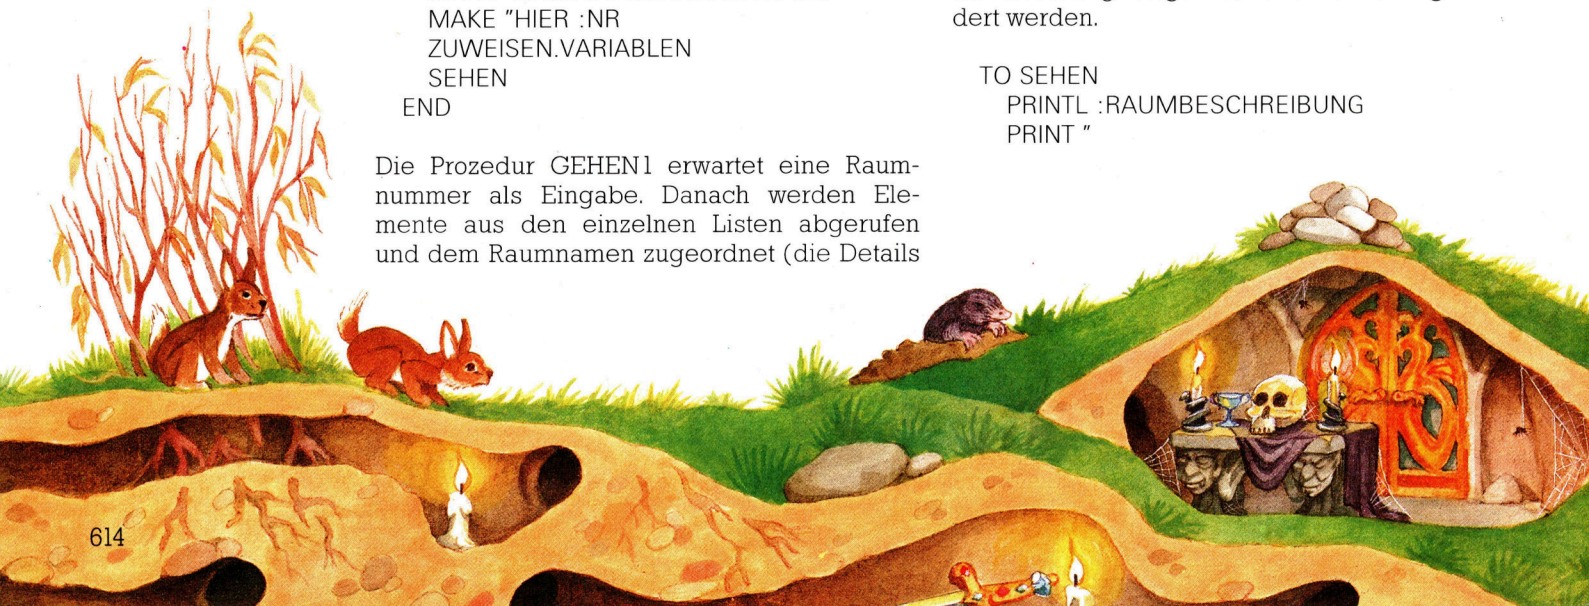 MAKE "HIER :NR
ZUWEISEN.VARIABLEN
SEHEN
END
Die Prozedur GEHEN1 erwartet eine Raum-
nummer als Eingabe. Danach werden Ele-
mente aus den einzelnen Listen abgerufen
und dem Raumnamen zugeordnet (die Details
dert werden.
TO SEHEN
PRINTL :RAUMBESCHREIBUNG
PRINT "
614